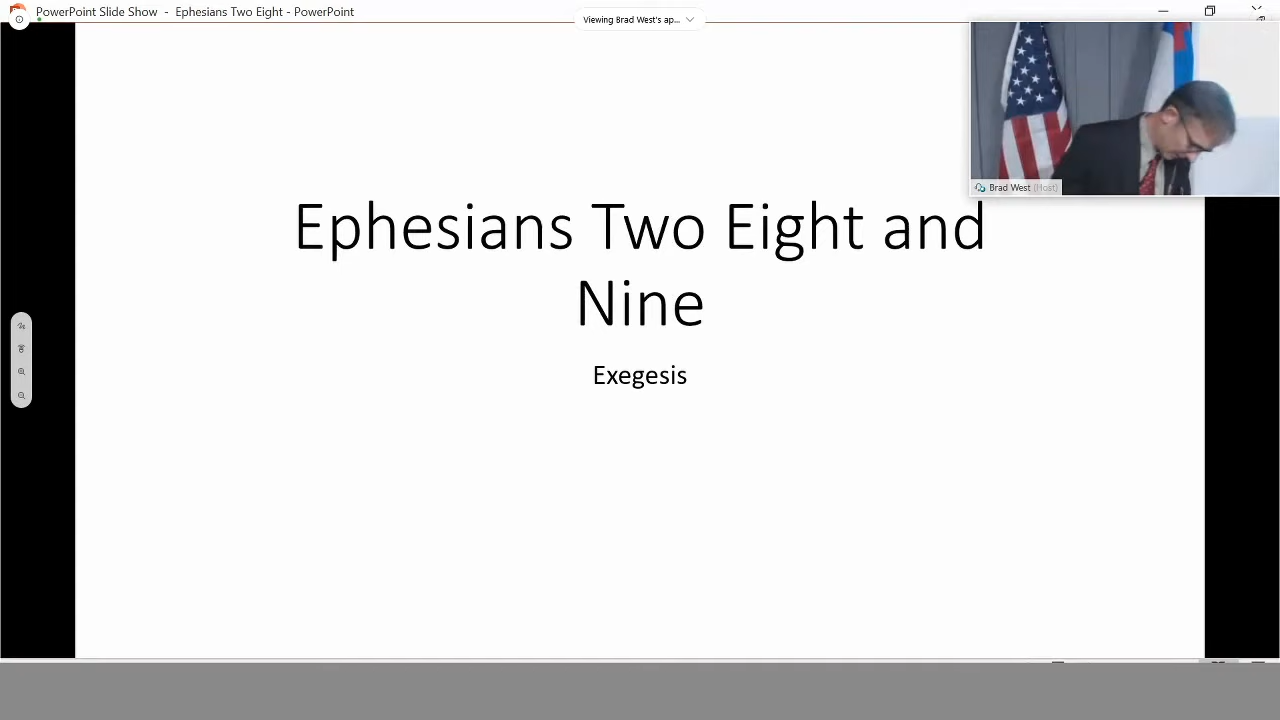 PowerPoint Slide Show - Ephesians Two Eight - PowerPoint
Viewing Brad West's ap...
Brad West (Host)
Ephesians Two Eight and
Nine
Exegesis